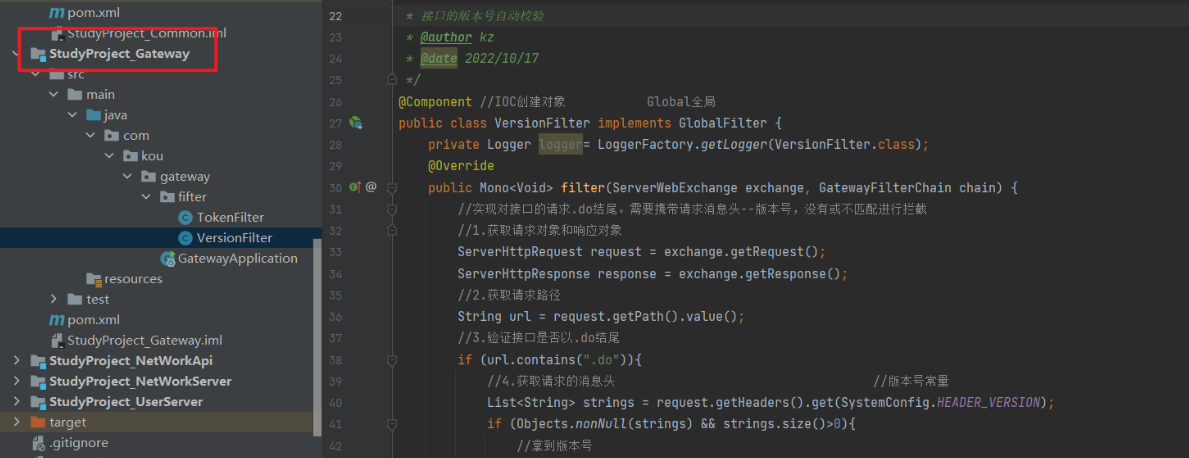 pom.xml
StudyProject_Common.iml
StudyProject_Gateway
src
main
java
com
kou
gateway
filter
TokenFilter
VersionFilter
GatewayApplication
resources
test
pom.xml
StudyProject_Gateway.iml
StudyProject_NetWorkApi
StudyProject_NetWorkServer
StudyProject_UserServer
target
.gitignore
22 * 接口的版本号自动校验
23 * @author kz
24 * @date 2022/10/17
25 */
26 @Component //IOC创建对象 Global全局
27 public class VersionFilter implements GlobalFilter {
28 private Logger logger= LoggerFactory.getLogger(VersionFilter.class);
29 @Override
30 @ public Mono<Void> filter(ServerWebExchange exchange, GatewayFilterChain chain) {
31 //实现对接口的请求.do结尾。需要携带请求消息头--版本号，没有或不匹配进行拦截
32 //1.获取请求对象和响应对象
33 ServerHttpRequest request = exchange.getRequest();
34 ServerHttpResponse response = exchange.getResponse();
35 //2.获取请求路径
36 String url = request.getPath().value();
37 //3.验证接口是否以.do结尾
38 if (url.contains(".do")){
39 //4.获取请求的消息头 //版本号常量
40 List<String> strings = request.getHeaders().get(SystemConfig.HEADER_VERSION);
41 if (Objects.nonNull(strings) && strings.size()>0){
42 //拿到版本号